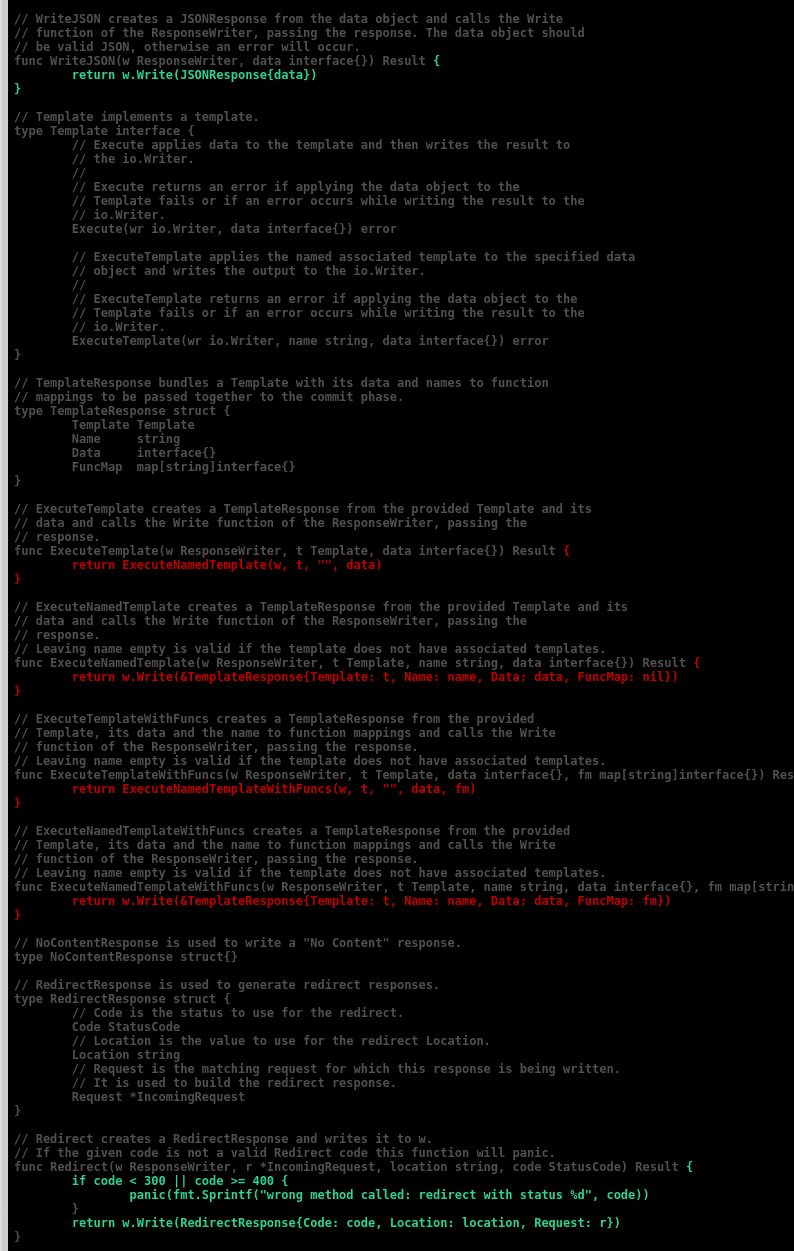 // WriteJSON creates a JSONResponse from the data object and calls the Write
// function of the ResponseWriter, passing the response. The data object should
// be valid JSON, otherwise an error will occur.
func WriteJSON(w ResponseWriter, data interface{}) Result {
        return w.Write(JSONResponse{data})
}

// Template implements a template.
type Template interface {
        // Execute applies data to the template and then writes the result to
        // the io.Writer.
        //
        // Execute returns an error if applying the data object to the
        // Template fails or if an error occurs while writing the result to the
        // io.Writer.
        Execute(wr io.Writer, data interface{}) error

        // ExecuteTemplate applies the named associated template to the specified data
        // object and writes the output to the io.Writer.
        //
        // ExecuteTemplate returns an error if applying the data object to the
        // Template fails or if an error occurs while writing the result to the
        // io.Writer.
        ExecuteTemplate(wr io.Writer, name string, data interface{}) error
}

// TemplateResponse bundles a Template with its data and names to function
// mappings to be passed together to the commit phase.
type TemplateResponse struct {
        Template Template
        Name     string
        Data     interface{}
        FuncMap  map[string]interface{}
}

// ExecuteTemplate creates a TemplateResponse from the provided Template and its
// data and calls the Write function of the ResponseWriter, passing the
// response.
func ExecuteTemplate(w ResponseWriter, t Template, data interface{}) Result {
        return ExecuteNamedTemplate(w, t, "", data)
}

// ExecuteNamedTemplate creates a TemplateResponse from the provided Template and its
// data and calls the Write function of the ResponseWriter, passing the
// response.
// Leaving name empty is valid if the template does not have associated templates.
func ExecuteNamedTemplate(w ResponseWriter, t Template, name string, data interface{}) Result {
        return w.Write(&TemplateResponse{Template: t, Name: name, Data: data, FuncMap: nil})
}

// ExecuteTemplateWithFuncs creates a TemplateResponse from the provided
// Template, its data and the name to function mappings and calls the Write
// function of the ResponseWriter, passing the response.
// Leaving name empty is valid if the template does not have associated templates.
func ExecuteTemplateWithFuncs(w ResponseWriter, t Template, data interface{}, fm map[string]interface{}) Res
        return ExecuteNamedTemplateWithFuncs(w, t, "", data, fm)
}

// ExecuteNamedTemplateWithFuncs creates a TemplateResponse from the provided
// Template, its data and the name to function mappings and calls the Write
// function of the ResponseWriter, passing the response.
// Leaving name empty is valid if the template does not have associated templates.
func ExecuteNamedTemplateWithFuncs(w ResponseWriter, t Template, name string, data interface{}, fm map[strin
        return w.Write(&TemplateResponse{Template: t, Name: name, Data: data, FuncMap: fm})
}

// NoContentResponse is used to write a "No Content" response.
type NoContentResponse struct{}

// RedirectResponse is used to generate redirect responses.
type RedirectResponse struct {
        // Code is the status to use for the redirect.
        Code StatusCode
        // Location is the value to use for the redirect Location.
        Location string
        // Request is the matching request for which this response is being written.
        // It is used to build the redirect response.
        Request *IncomingRequest
}

// Redirect creates a RedirectResponse and writes it to w.
// If the given code is not a valid Redirect code this function will panic.
func Redirect(w ResponseWriter, r *IncomingRequest, location string, code StatusCode) Result {
        if code < 300 || code >= 400 {
                panic(fmt.Sprintf("wrong method called: redirect with status %d", code))
        }
        return w.Write(RedirectResponse{Code: code, Location: location, Request: r})
}